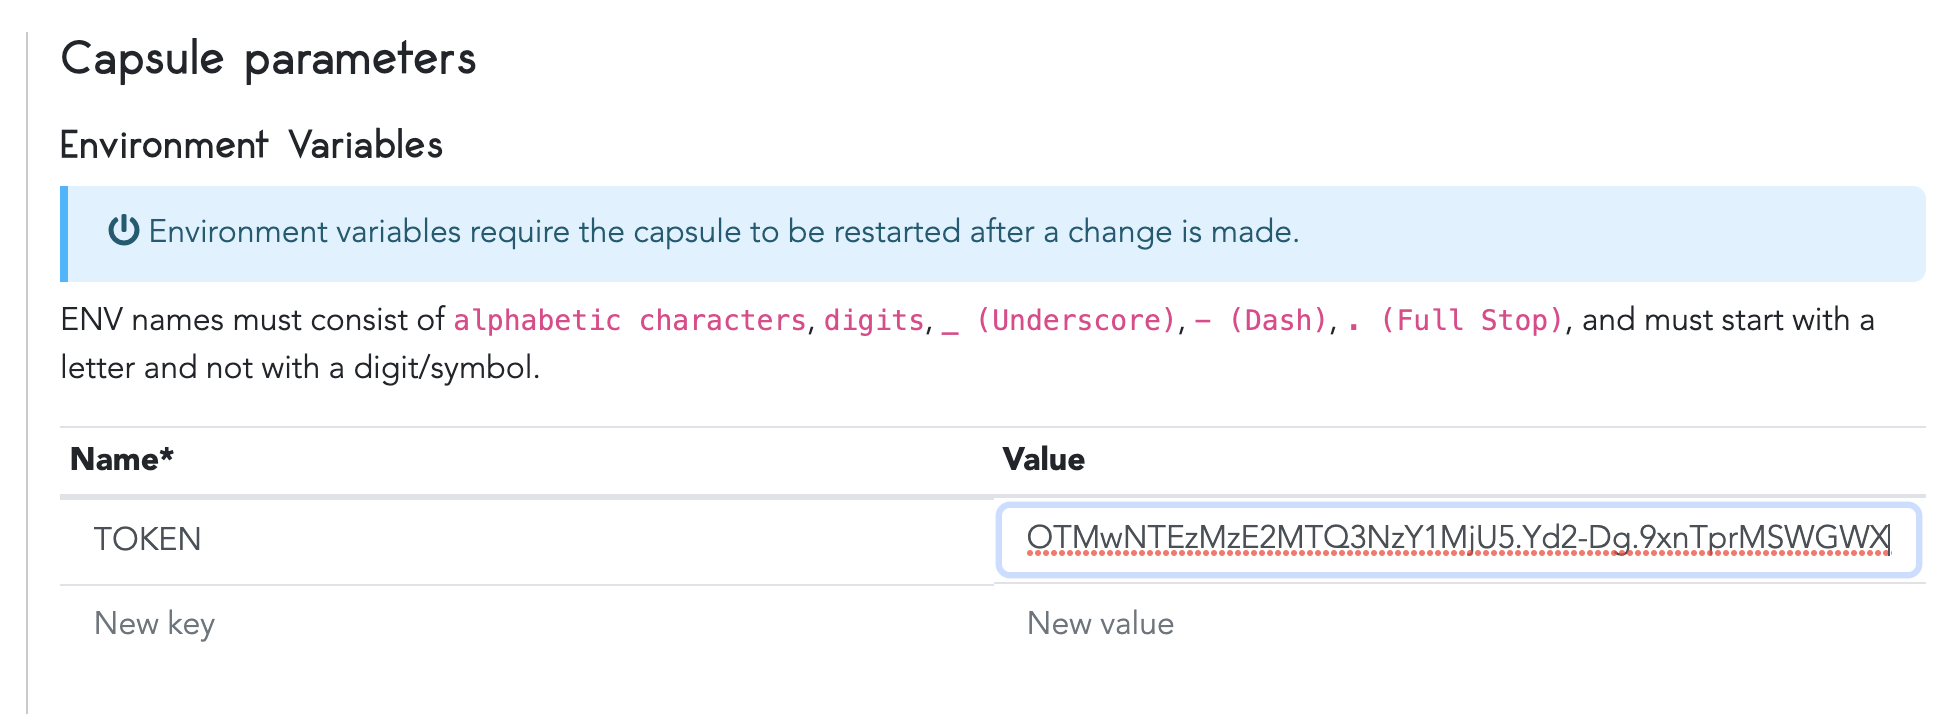 Capsule parameters
Environment Variables
Environment variables require the capsule to be restarted after a change is made.
ENV names must consist of alphabetic characters, digits, _ (Underscore), - (Dash), . (Full Stop), and must start with a
letter and not with a digit/symbol.
Name* Value
TOKEN OTMwNTEzMzE2MTQ3NzY1MjU5.Yd2-Dg.9xnTprMSWGWX
New key New value